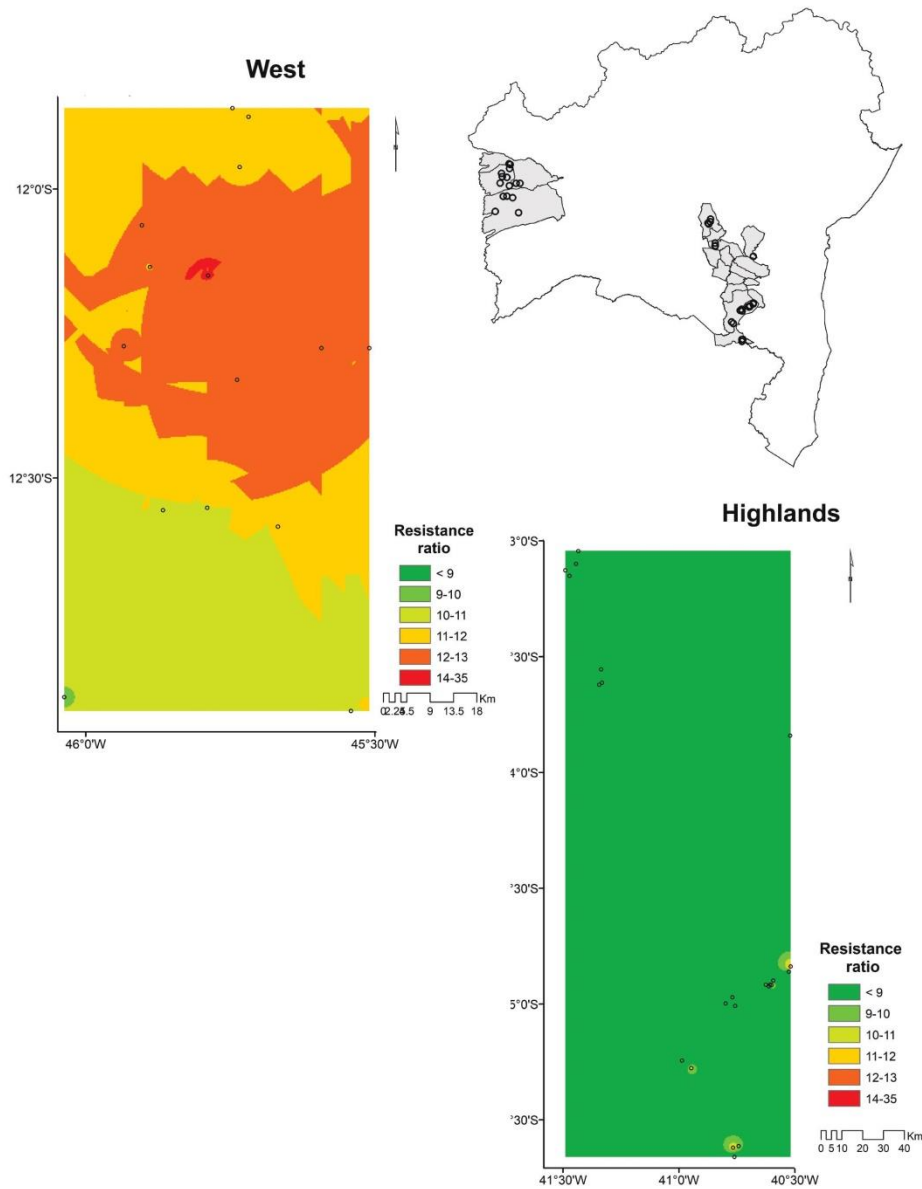 West
N
12°0'S
12°30'S
46°0'W
45°30'W
Resistance
ratio
< 9
9-10
10-11
11-12
12-13
14-35
Km
9 13.5 18
Highlands
3°0'S
N
30'S
4°0'S
30'S
5°0'S
30'S
41°30'W
41°0'W
40°30'W
Resistance
ratio
< 9
9-10
10-11
11-12
12-13
14-35
Km
0 5 10 20 30 40